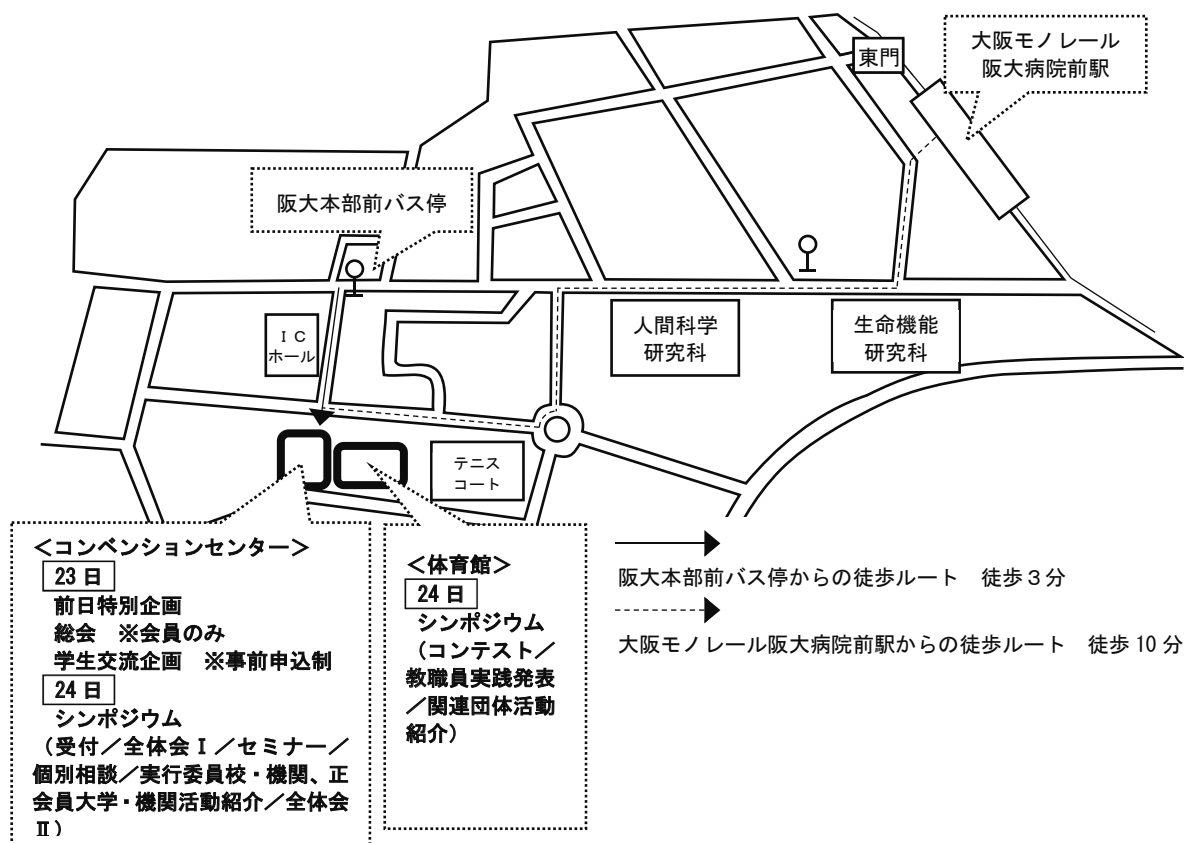 東門
大阪モノレール
阪大病院前駅
阪大本部前バス停
ＩＣ
ホール
人間科学
研究科
生命機能
研究科
テニス
コート
＜コンベンションセンター＞
23 日
前日特別企画
総会　※会員のみ
学生交流企画　※事前申込制
24 日
シンポジウム
（受付／全体会Ⅰ／セミナー／
個別相談／実行委員校・機関、正
会員大学・機関活動紹介／全体会
Ⅱ）
＜体育館＞
24 日
シンポジウム
（コンテスト／
教職員実践発表
／関連団体活動
紹介）
阪大本部前バス停からの徒歩ルート　徒歩３分
大阪モノレール阪大病院前駅からの徒歩ルート　徒歩 10 分